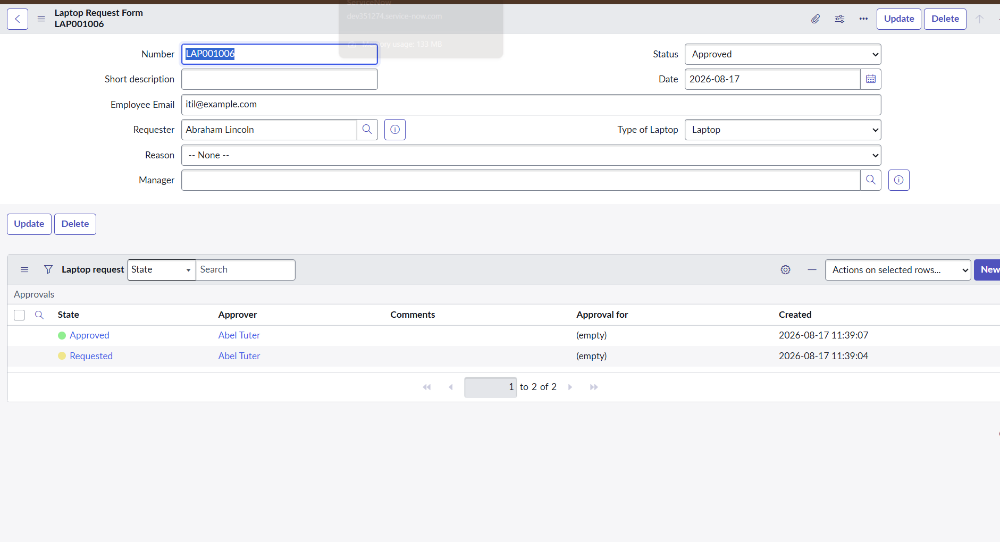 ServiceNow
dev351274.service-now.com
Memory usage: 133 MB
Laptop Request Form
LAP001006
Update
Delete
Number
LAP001006
Status
Approved
Short description
Date
2026-08-17
Employee Email
itil@example.com
Requester
Abraham Lincoln
Type of Laptop
Laptop
Reason
-- None --
Manager
Update
Delete
Laptop request
State
Search
Actions on selected rows...
New
Approvals
State
Approver
Comments
Approval for
Created
Approved
Abel Tuter
(empty)
2026-08-17 11:39:07
Requested
Abel Tuter
(empty)
2026-08-17 11:39:04
1 to 2 of 2